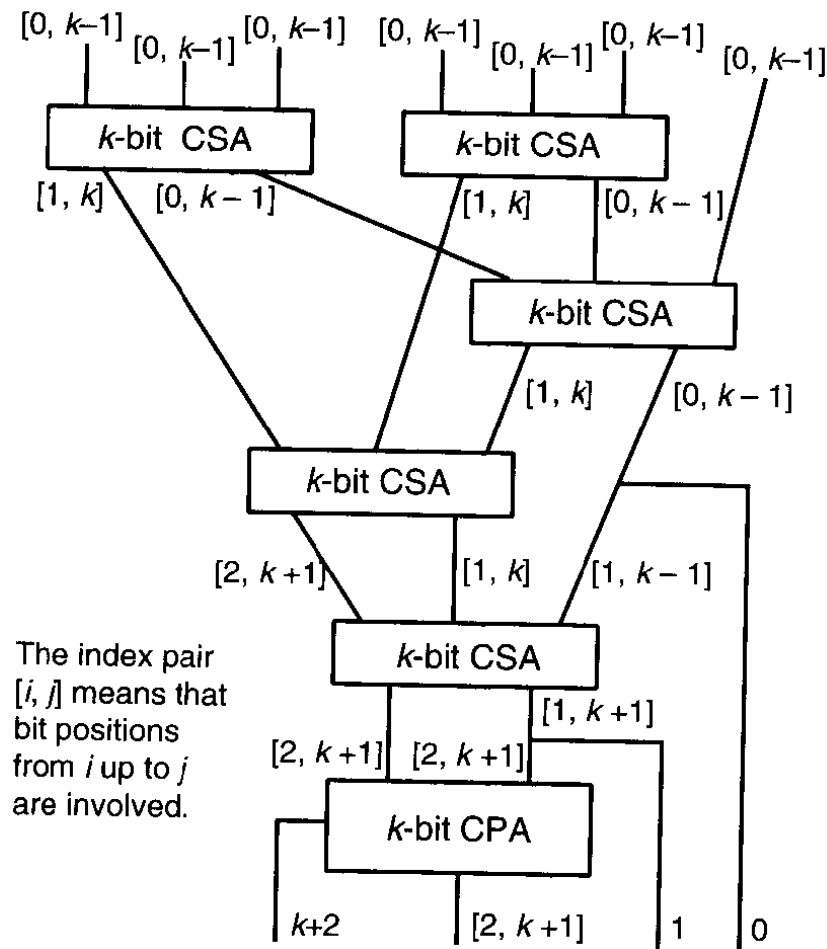 [0, k–1]
[0, k–1]
[0, k–1]
[0, k–1]
[0, k–1]
[0, k–1]
[0, k–1]
k-bit CSA
k-bit CSA
[1, k]
[0, k – 1]
[1, k]
[0, k – 1]
k-bit CSA
[1, k]
[0, k – 1]
k-bit CSA
[2, k +1]
[1, k]
[1, k – 1]
The index pair
[i, j] means that
bit positions
from i up to j
are involved.
k-bit CSA
[1, k+1]
[2, k+1]
[2, k+1]
k-bit CPA
k+2
[2, k+1]
1
0